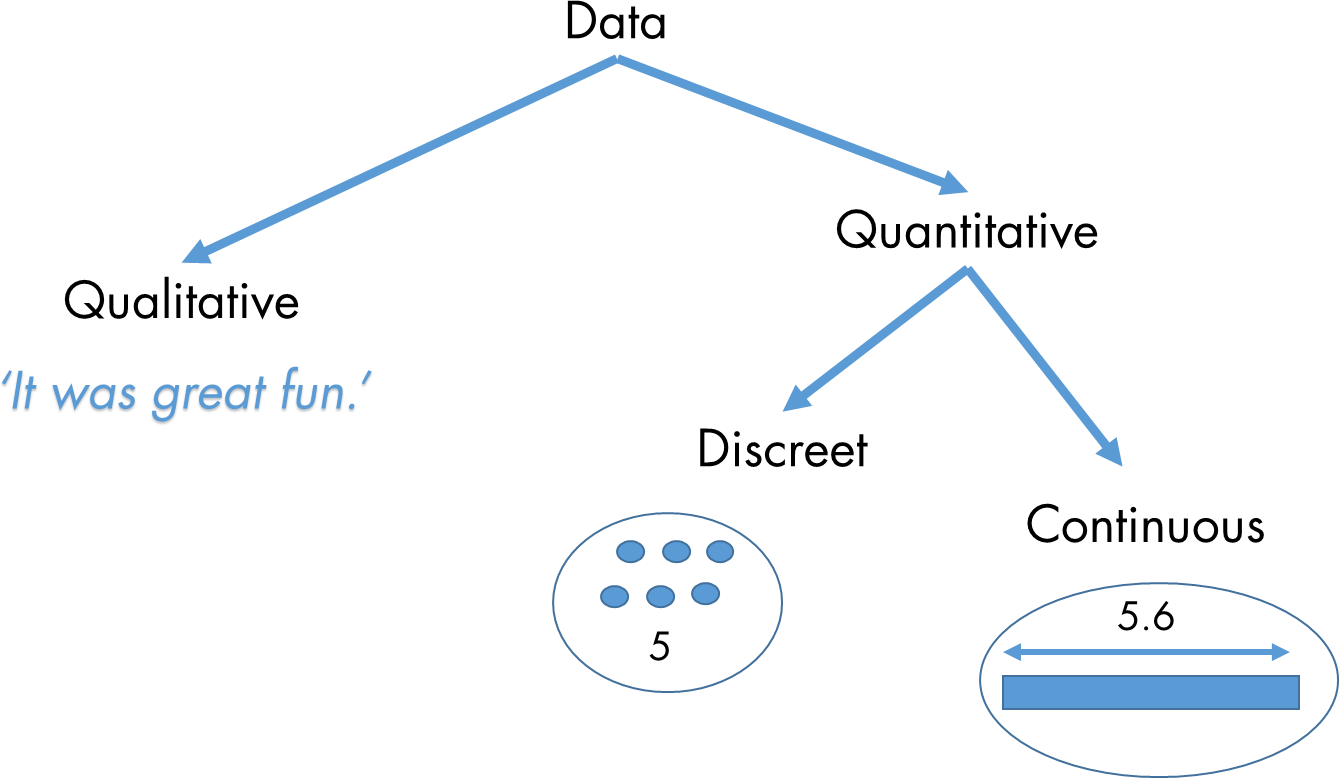 Data
Quantitative
Qualitative
‘It was great fun.’
Discreet
Continuous
5.6
5